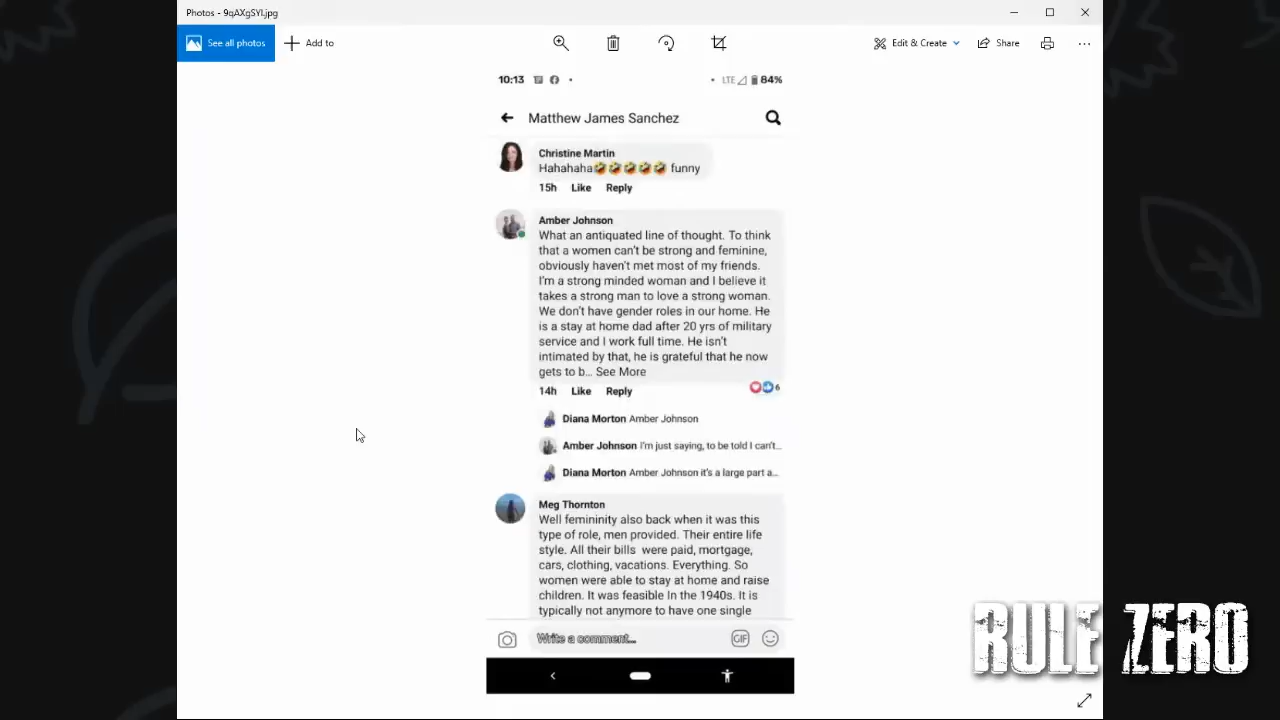 Photos - 9qAXgSYl.jpg
See all photos
Add to
Edit & Create
Share
10:13
LTE 84%
Matthew James Sanchez
Christine Martin
Hahahaha🤣🤣🤣🤣🤣 funny
15h Like Reply
Amber Johnson
What an antiquated line of thought. To think
that a women can't be strong and feminine,
obviously haven't met most of my friends.
I'm a strong minded woman and I believe it
takes a strong man to love a strong woman.
We don't have gender roles in our home. He
is a stay at home dad after 20 yrs of military
service and I work full time. He isn't
intimated by that, he is grateful that he now
gets to b... See More
14h Like Reply
6
Diana Morton Amber Johnson
Amber Johnson I'm just saying, to be told I can't...
Diana Morton Amber Johnson it's a large part a...
Meg Thornton
Well femininity also back when it was this
type of role, men provided. Their entire life
style. All their bills were paid, mortgage,
cars, clothing, vacations. Everything. So
women were able to stay at home and raise
children. It was feasible In the 1940s. It is
typically not anymore to have one single
Write a comment...
GIF
RULE ZERO